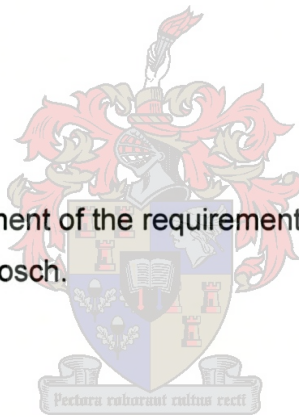 ment of the requirement
osch.
Pectora roborant cultus recti